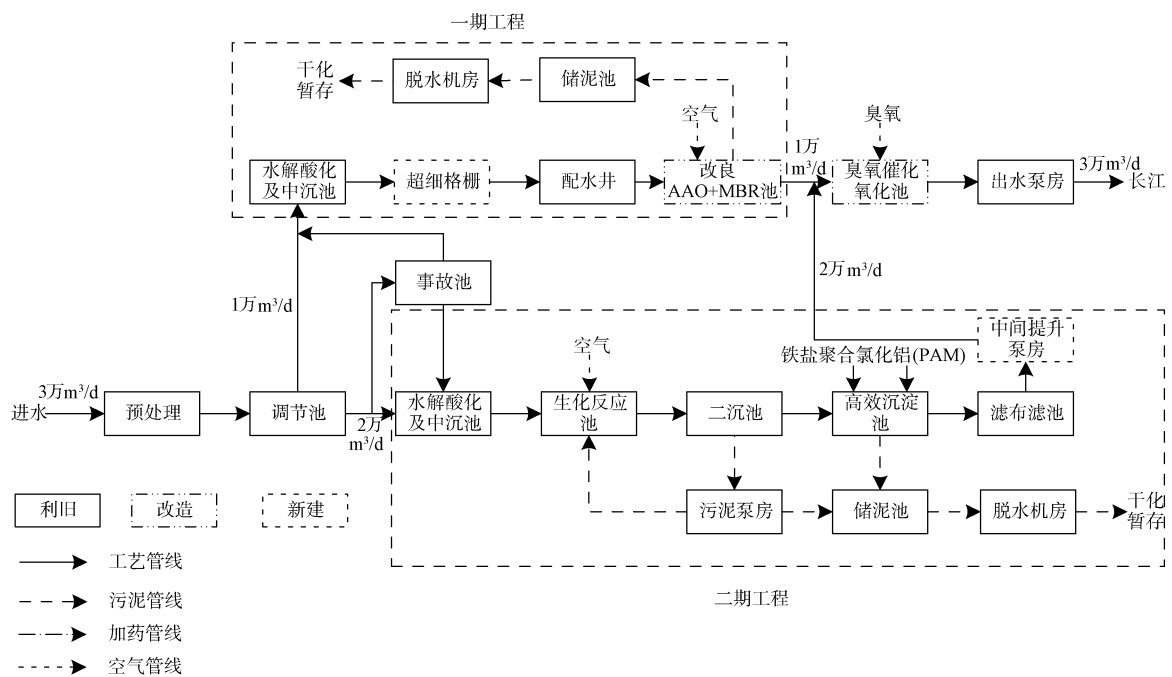 一期工程
干化
暂存
脱水机房
储泥池
空气
臭氧
水解酸化
及中沉池
超细格栅
配水井
改良
AAO+MBR池
1万
m³/d
臭氧催化
氧化池
出水泵房
3万m³/d
长江
1万m³/d
事故池
2万m³/d
中间提升
泵房
空气
铁盐聚合氯化铝(PAM)
进水
3万m³/d
预处理
调节池
2万
m³/d
水解酸化
及中沉池
生化反应
池
二沉池
高效沉淀
池
滤布滤池
污泥泵房
储泥池
脱水机房
干化
暂存
利旧
改造
新建
工艺管线
污泥管线
加药管线
空气管线
二期工程